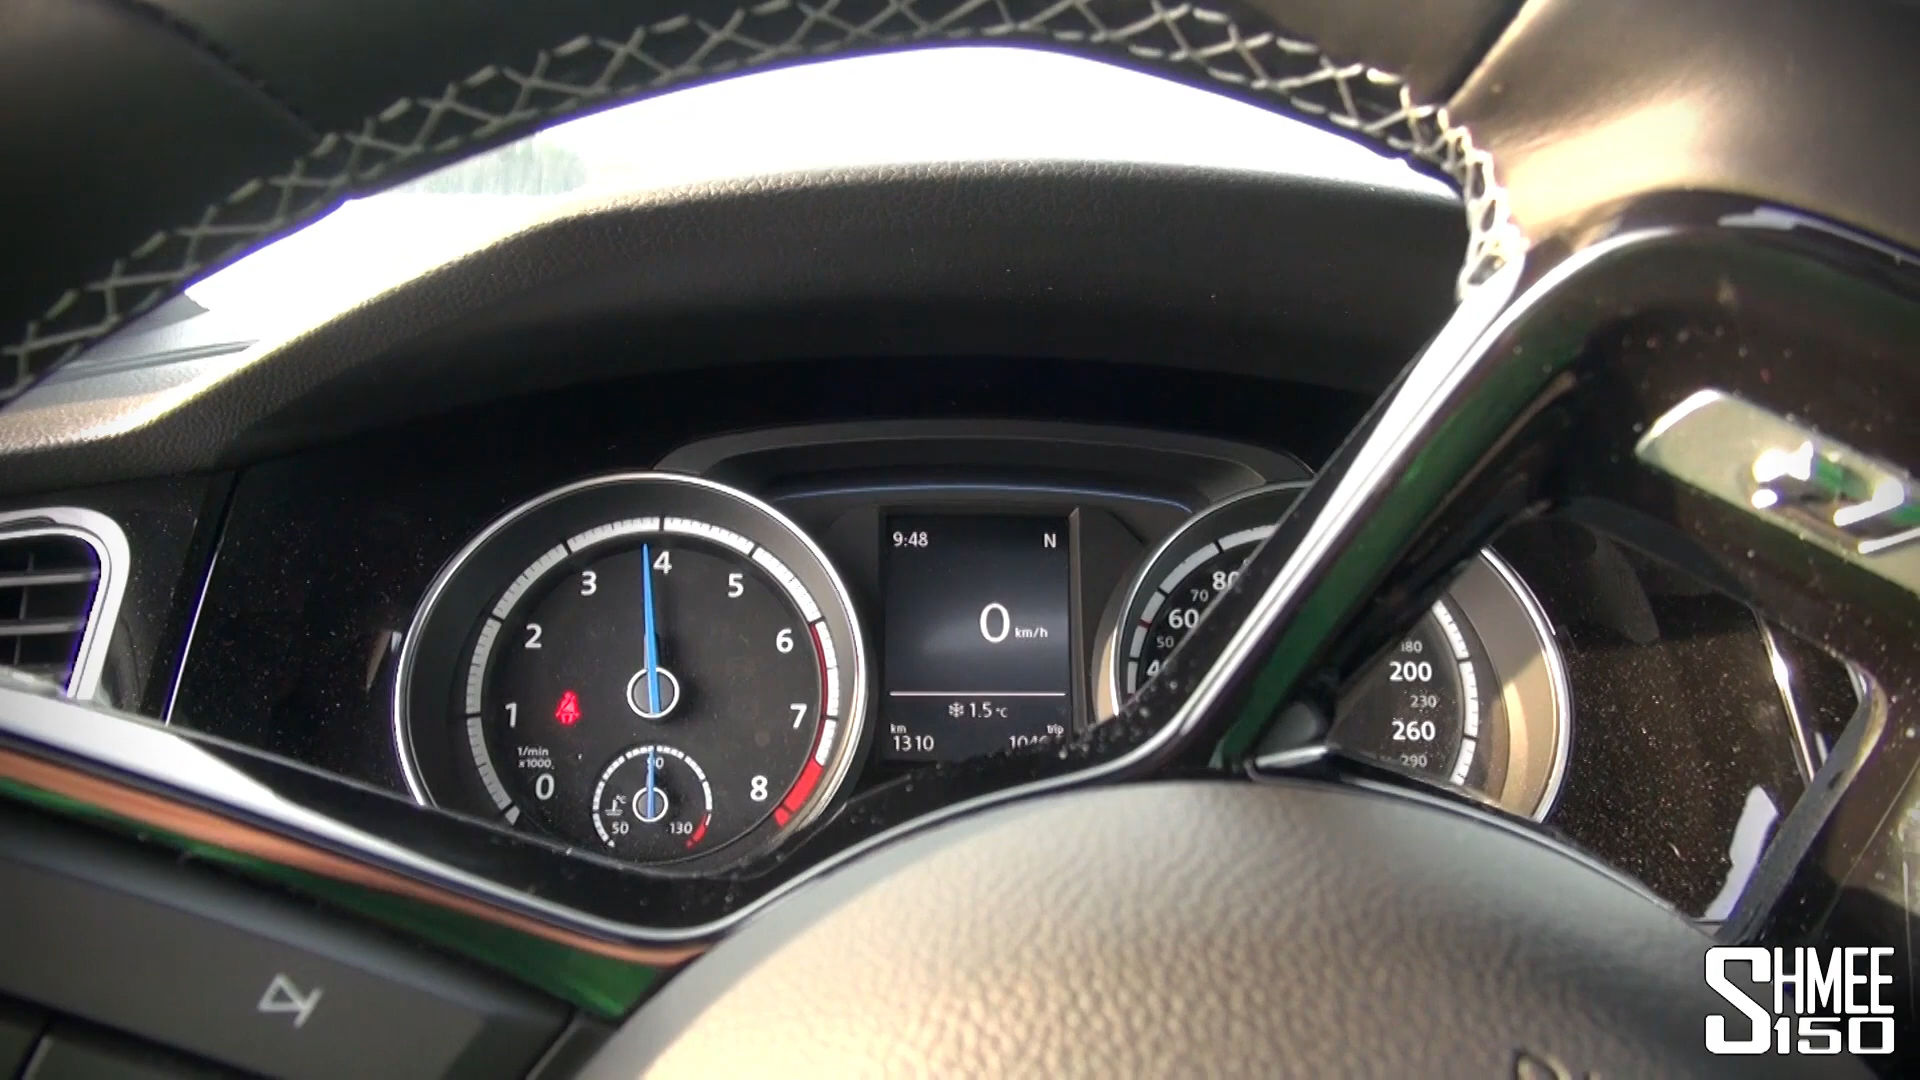 9:48 N
0 km/h
❄ 1.5 °C
km
1310
trip
0 1 2 3 4 5 6 7 8
1/min
x1000
50 90 130
°C
50 60 70 80
180
200
230
260
290
SHMEE
150